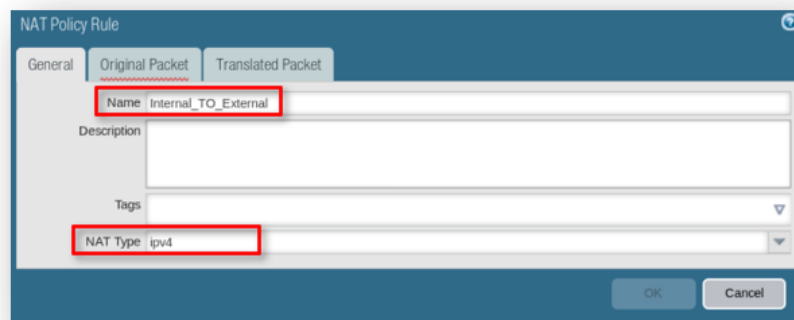 NAT Policy Rule
General Original Packet Translated Packet
Name Internal_TO_External
Description
Tags
NAT Type ipv4
OK Cancel